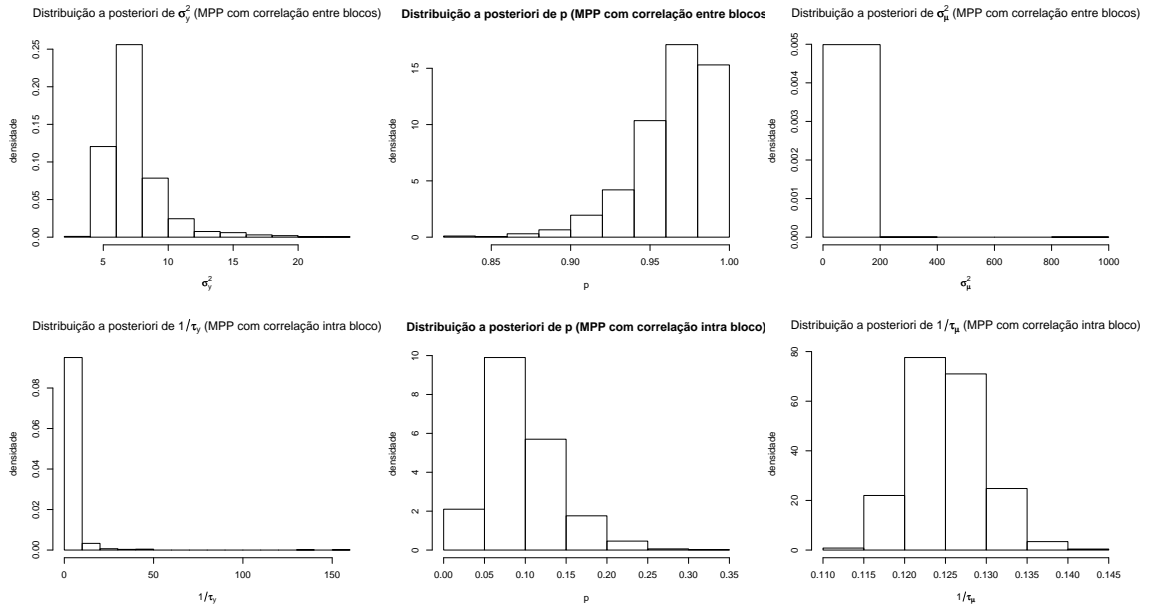 Distribuição a posteriori de σ²y (MPP com correlação entre blocos)
densidade
0.00 0.05 0.10 0.15 0.20 0.25
5 10 15 20
σ²y
Distribuição a posteriori de p (MPP com correlação entre blocos
densidade
0 5 10 15
0.85 0.90 0.95 1.00
p
Distribuição a posteriori de σ²μ (MPP com correlação entre blocos)
densidade
0.000 0.001 0.002 0.003 0.004 0.005
0 200 400 600 800 1000
σ²μ
Distribuição a posteriori de 1/τy (MPP com correlação intra bloco)
densidade
0.00 0.02 0.04 0.06 0.08
0 50 100 150
1/τy
Distribuição a posteriori de p (MPP com correlação intra bloco)
densidade
0 2 4 6 8 10
0.00 0.05 0.10 0.15 0.20 0.25 0.30 0.35
p
Distribuição a posteriori de 1/τμ (MPP com correlação intra bloco)
densidade
0 20 40 60 80
0.110 0.115 0.120 0.125 0.130 0.135 0.140 0.145
1/τμ